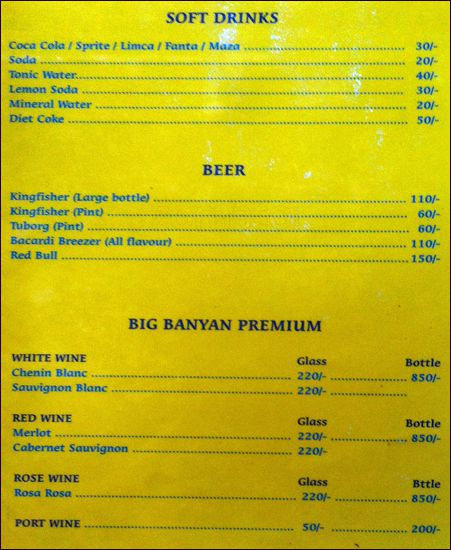 SOFT DRINKS
Coca Cola / Sprite / Limca / Fanta / Maza 30/-
Soda 20/-
Tonic Water 40/-
Lemon Soda 30/-
Mineral Water 20/-
Diet Coke 50/-
BEER
Kingfisher (Large bottle) 110/-
Kingfisher (Pint) 60/-
Tuborg (Pint) 60/-
Bacardi Breezer (All flavour) 110/-
Red Bull 150/-
BIG BANYAN PREMIUM
WHITE WINE Glass Bottle
Chenin Blanc 220/- 850/-
Sauvignon Blanc 220/-
RED WINE Glass Bottle
Merlot 220/- 850/-
Cabernet Sauvignon 220/-
ROSE WINE Glass Bttle
Rosa Rosa 220/- 850/-
PORT WINE 50/- 200/-